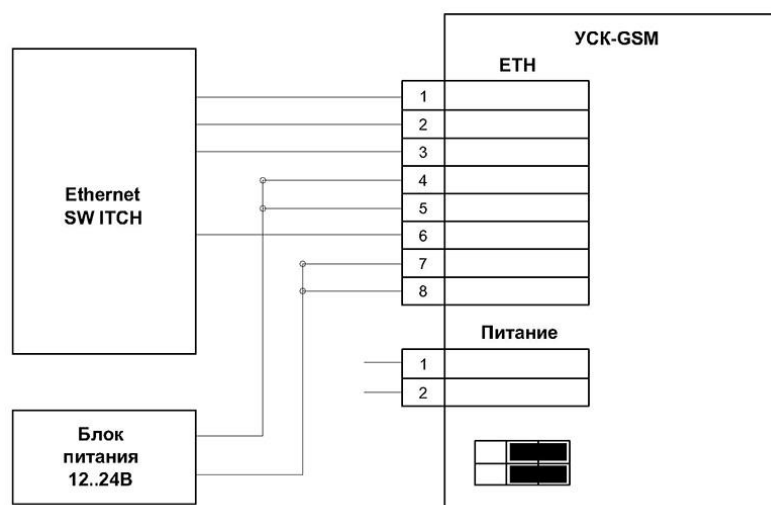 УСК-GSM
ETH
1
2
3
4
5
6
7
8
Ethernet
SW ITCH
Питание
1
2
Блок
питания
12..24В